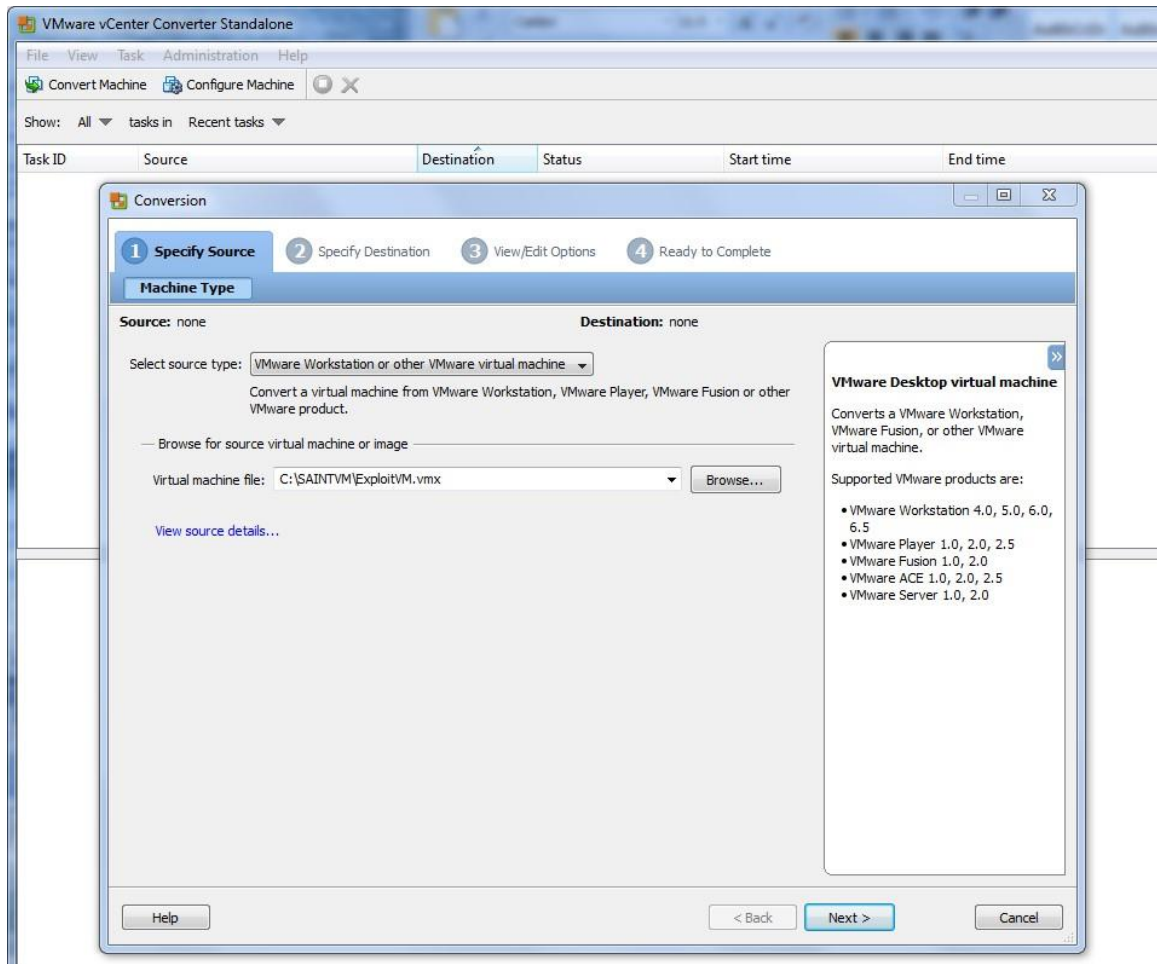 VMware vCenter Converter Standalone
File View Task Administration Help
Convert Machine Configure Machine
Show: All tasks in Recent tasks
Task ID Source Destination Status Start time End time
Conversion
1 Specify Source 2 Specify Destination 3 View/Edit Options 4 Ready to Complete
Machine Type
Source: none Destination: none
Select source type: VMware Workstation or other VMware virtual machine
Convert a virtual machine from VMware Workstation, VMware Player, VMware Fusion or other
VMware product.
Browse for source virtual machine or image
Virtual machine file: C:\SAINTVM\ExploitVM.vmx Browse...
View source details...
VMware Desktop virtual machine
Converts a VMware Workstation,
VMware Fusion, or other VMware
virtual machine.
Supported VMware products are:
• VMware Workstation 4.0, 5.0, 6.0,
6.5
• VMware Player 1.0, 2.0, 2.5
• VMware Fusion 1.0, 2.0
• VMware ACE 1.0, 2.0, 2.5
• VMware Server 1.0, 2.0
Help < Back Next > Cancel